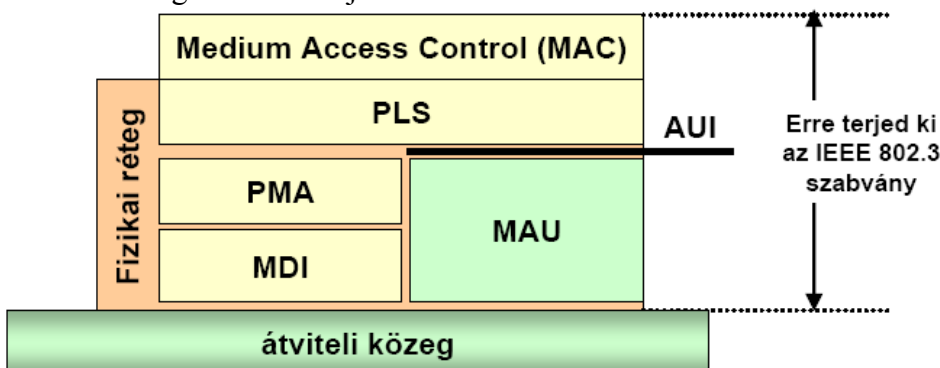 Medium Access Control (MAC)
PLS
AUI
Erre terjed ki
az IEEE 802.3
szabvány
Fizikai réteg
PMA
MAU
MDI
átviteli közeg